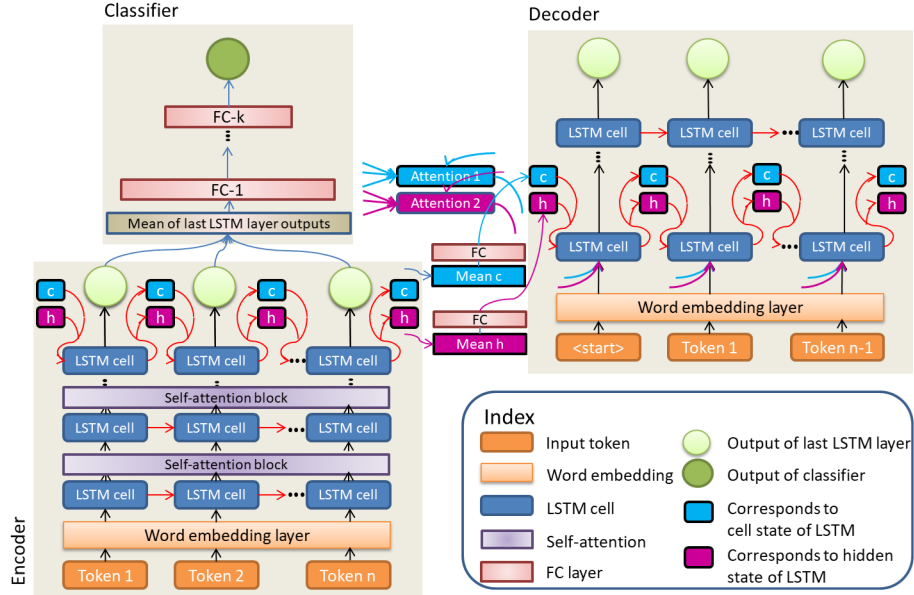 Classifier
FC-k
FC-1
Mean of last LSTM layer outputs
Attention 1
Attention 2
FC
Mean c
FC
Mean h
Decoder
LSTM cell
LSTM cell
LSTM cell
c
h
c
h
c
h
LSTM cell
LSTM cell
LSTM cell
Word embedding layer
<start>
Token 1
Token n-1
Encoder
c
h
c
h
c
h
LSTM cell
LSTM cell
LSTM cell
Self-attention block
LSTM cell
LSTM cell
LSTM cell
Self-attention block
LSTM cell
LSTM cell
LSTM cell
Word embedding layer
Token 1
Token 2
Token n
Index
Input token
Word embedding
LSTM cell
Self-attention
FC layer
Output of last LSTM layer
Output of classifier
Corresponds to
cell state of LSTM
Corresponds to hidden
state of LSTM